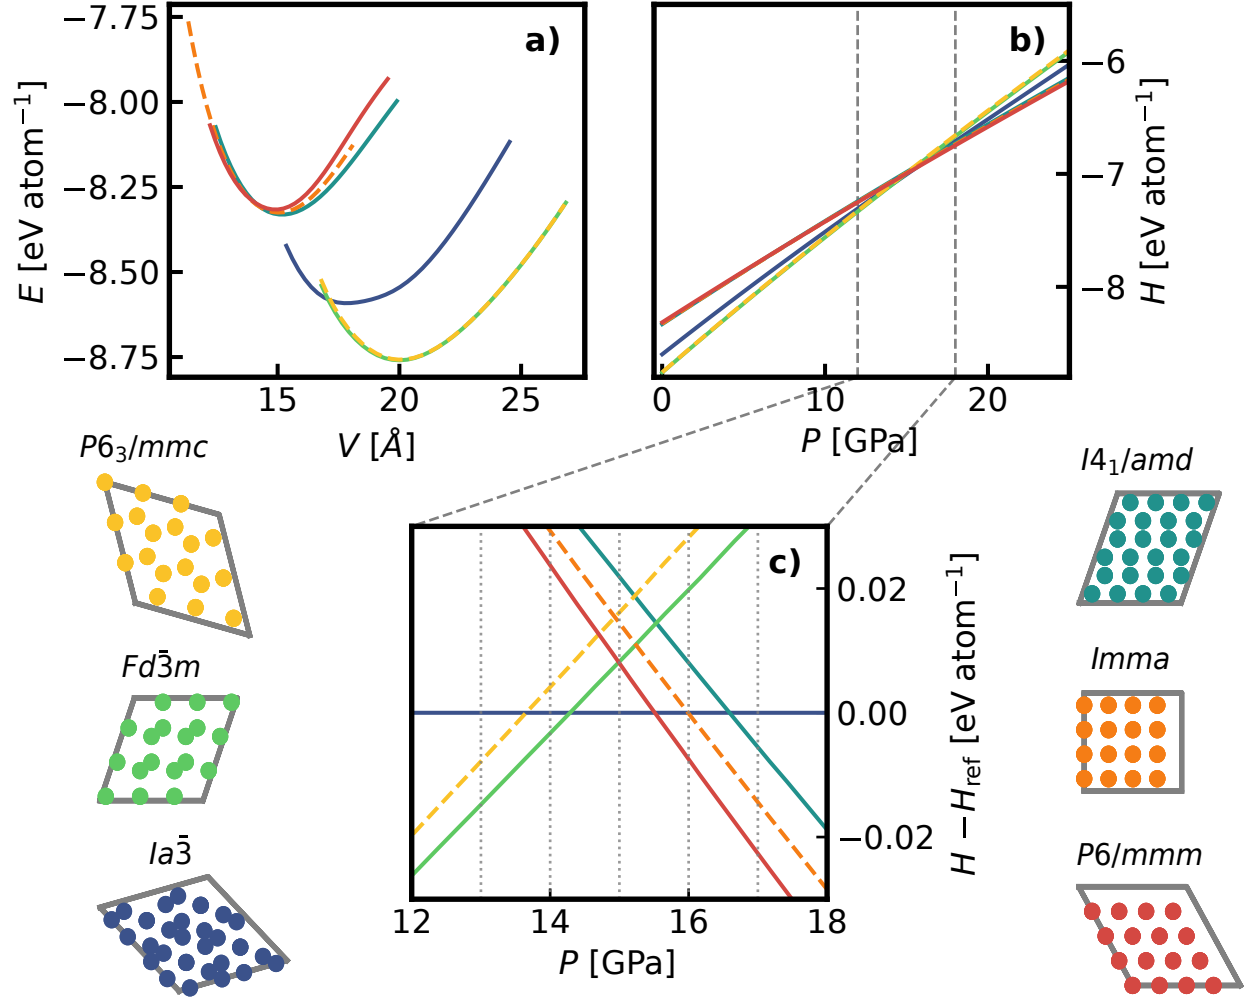 a)
−7.75
−8.00
−8.25
−8.50
−8.75
E [eV atom⁻¹]
15 20 25
V [Å]
b)
−6
−7
−8
H [eV atom⁻¹]
0 10 20
P [GPa]
P6₃/mmc
Fd3̄m
Ia3̄
c)
0.02
0.00
−0.02
H − H_ref [eV atom⁻¹]
12 14 16 18
P [GPa]
I4₁/amd
Imma
P6/mmm